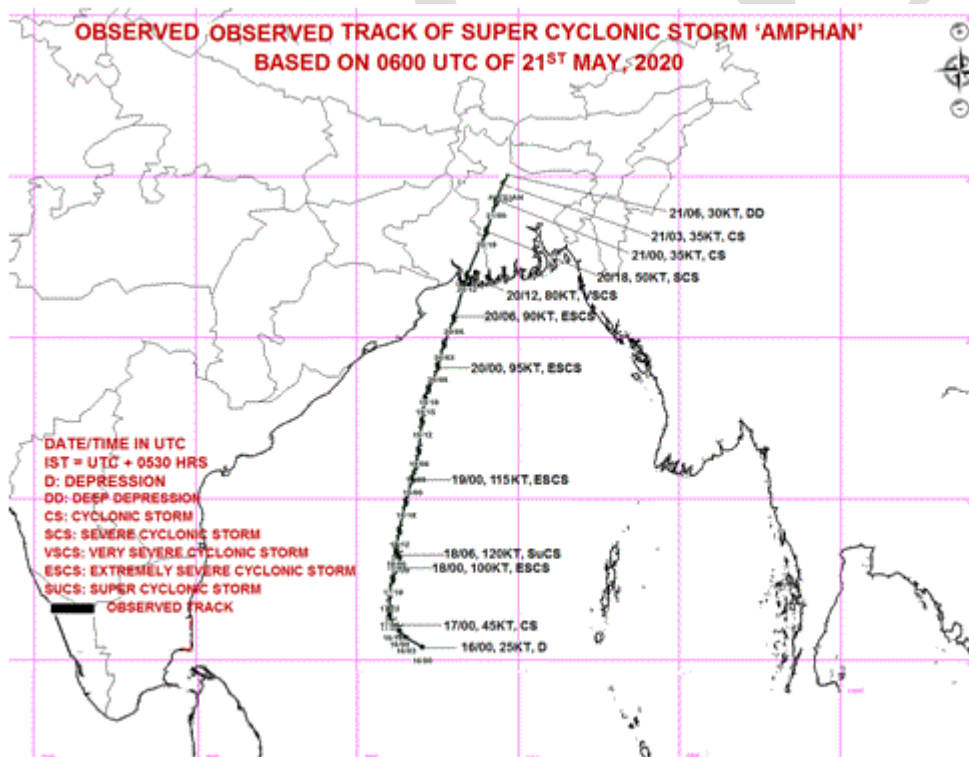 OBSERVED OBSERVED TRACK OF SUPER CYCLONIC STORM ‘AMPHAN’
BASED ON 0600 UTC OF 21ST MAY, 2020
21/06, 30KT, DD
21/03, 35KT, CS
21/00, 35KT, CS
20/18, 50KT, SCS
20/12, 80KT, VSCS
20/06, 90KT, ESCS
20/00, 95KT, ESCS
19/00, 115KT, ESCS
18/06, 120KT, SuCS
18/00, 100KT, ESCS
17/00, 45KT, CS
16/00, 25KT, D
16/00
DATE/TIME IN UTC
IST = UTC + 0530 HRS
D: DEPRESSION
DD: DEEP DEPRESSION
CS: CYCLONIC STORM
SCS: SEVERE CYCLONIC STORM
VSCS: VERY SEVERE CYCLONIC STORM
ESCS: EXTREMELY SEVERE CYCLONIC STORM
SUCS: SUPER CYCLONIC STORM
OBSERVED TRACK